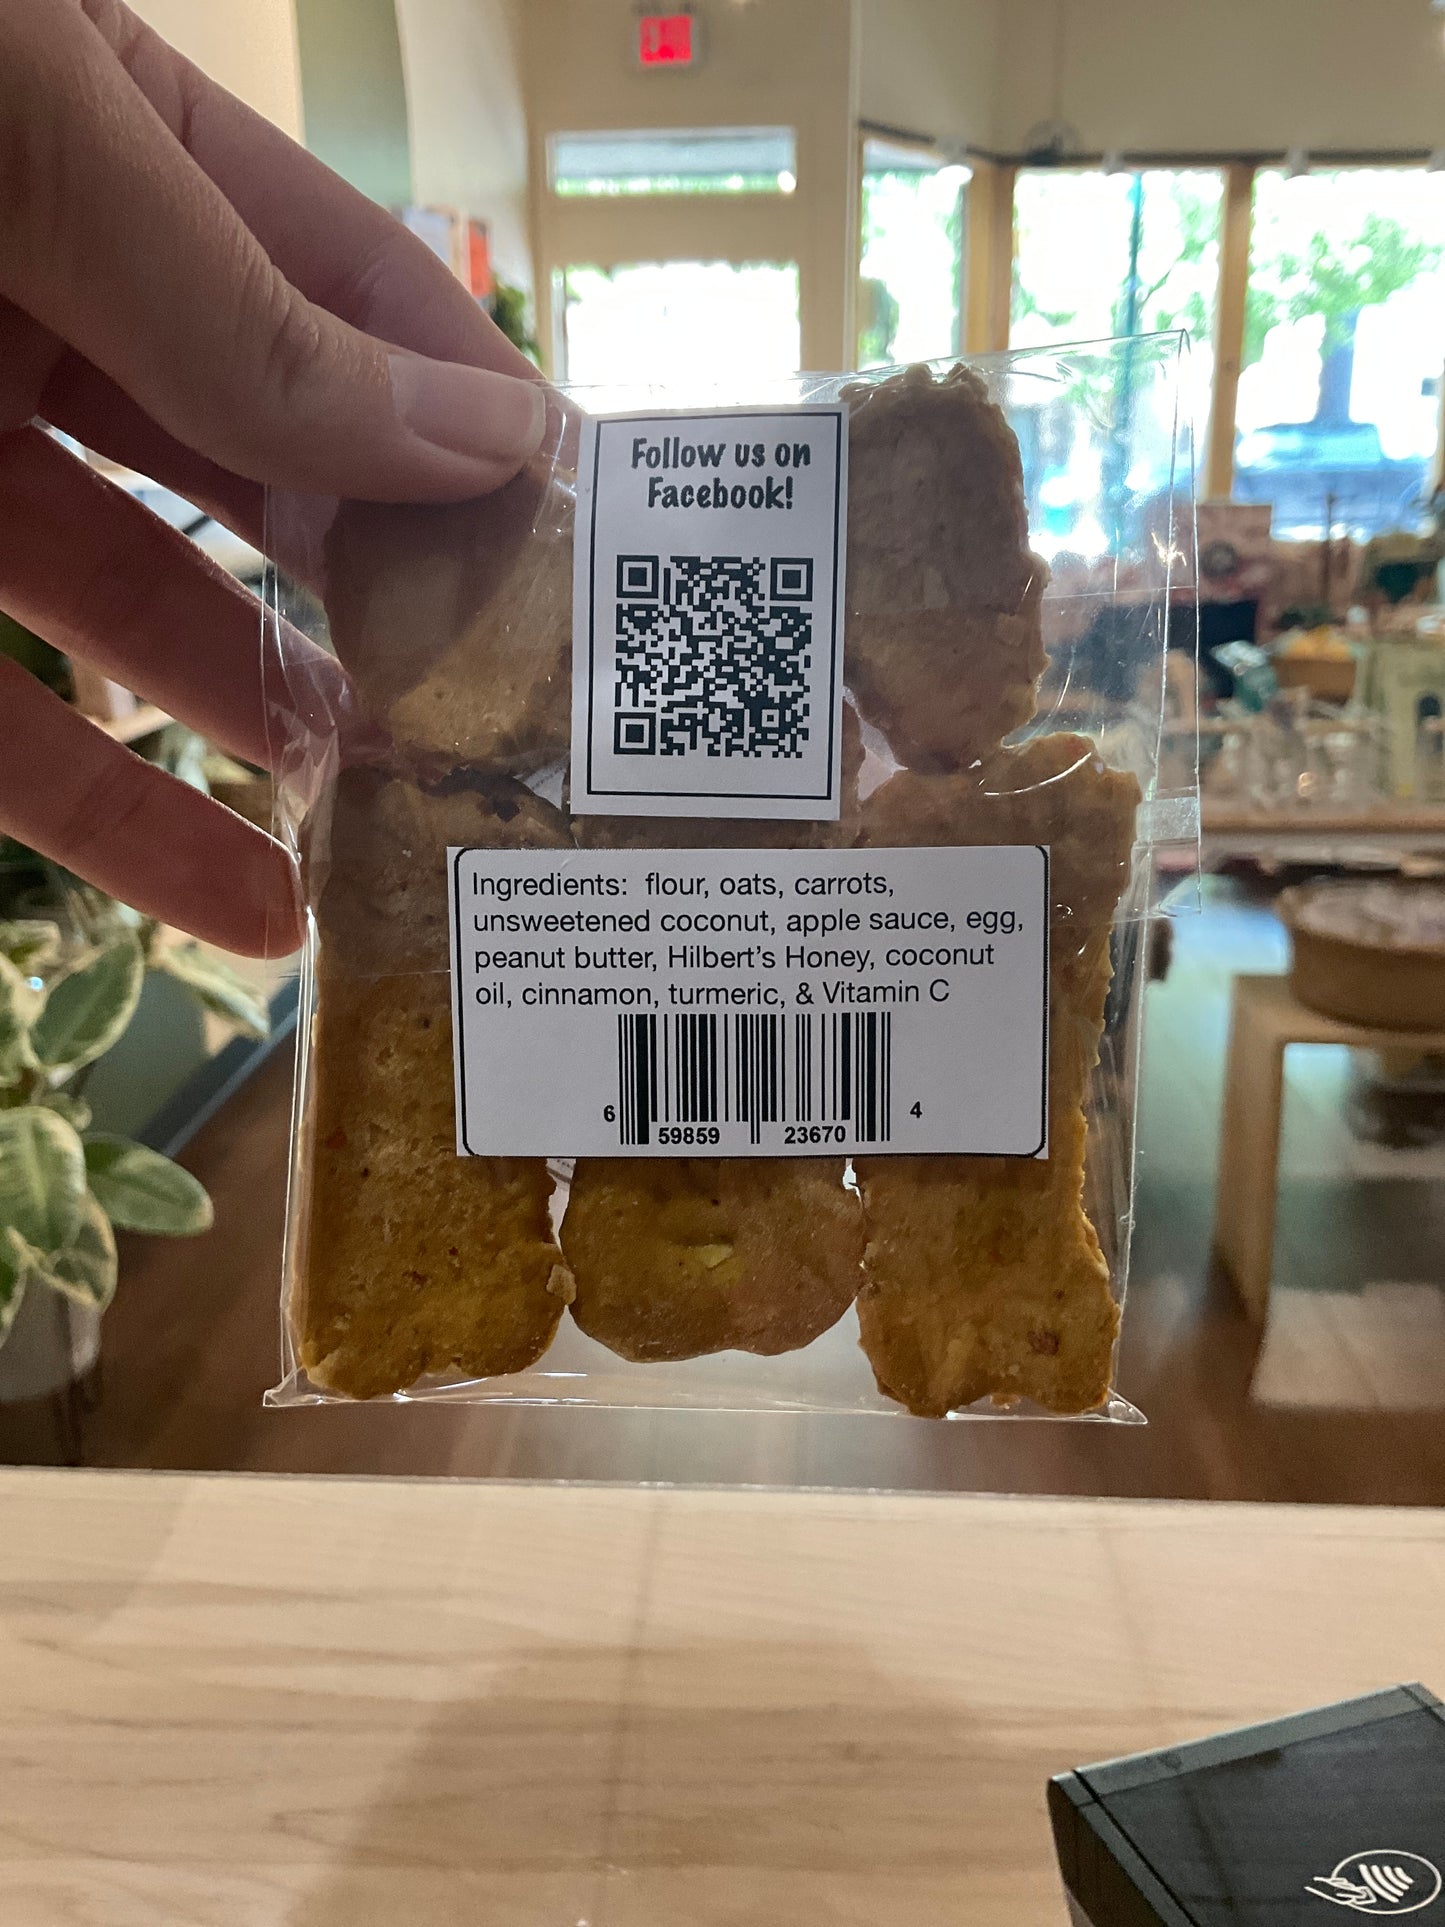 Follow us on
Facebook!
Ingredients:  flour, oats, carrots,
unsweetened coconut, apple sauce, egg,
peanut butter, Hilbert's Honey, coconut
oil, cinnamon, turmeric, & Vitamin C
6 59859 23670 4